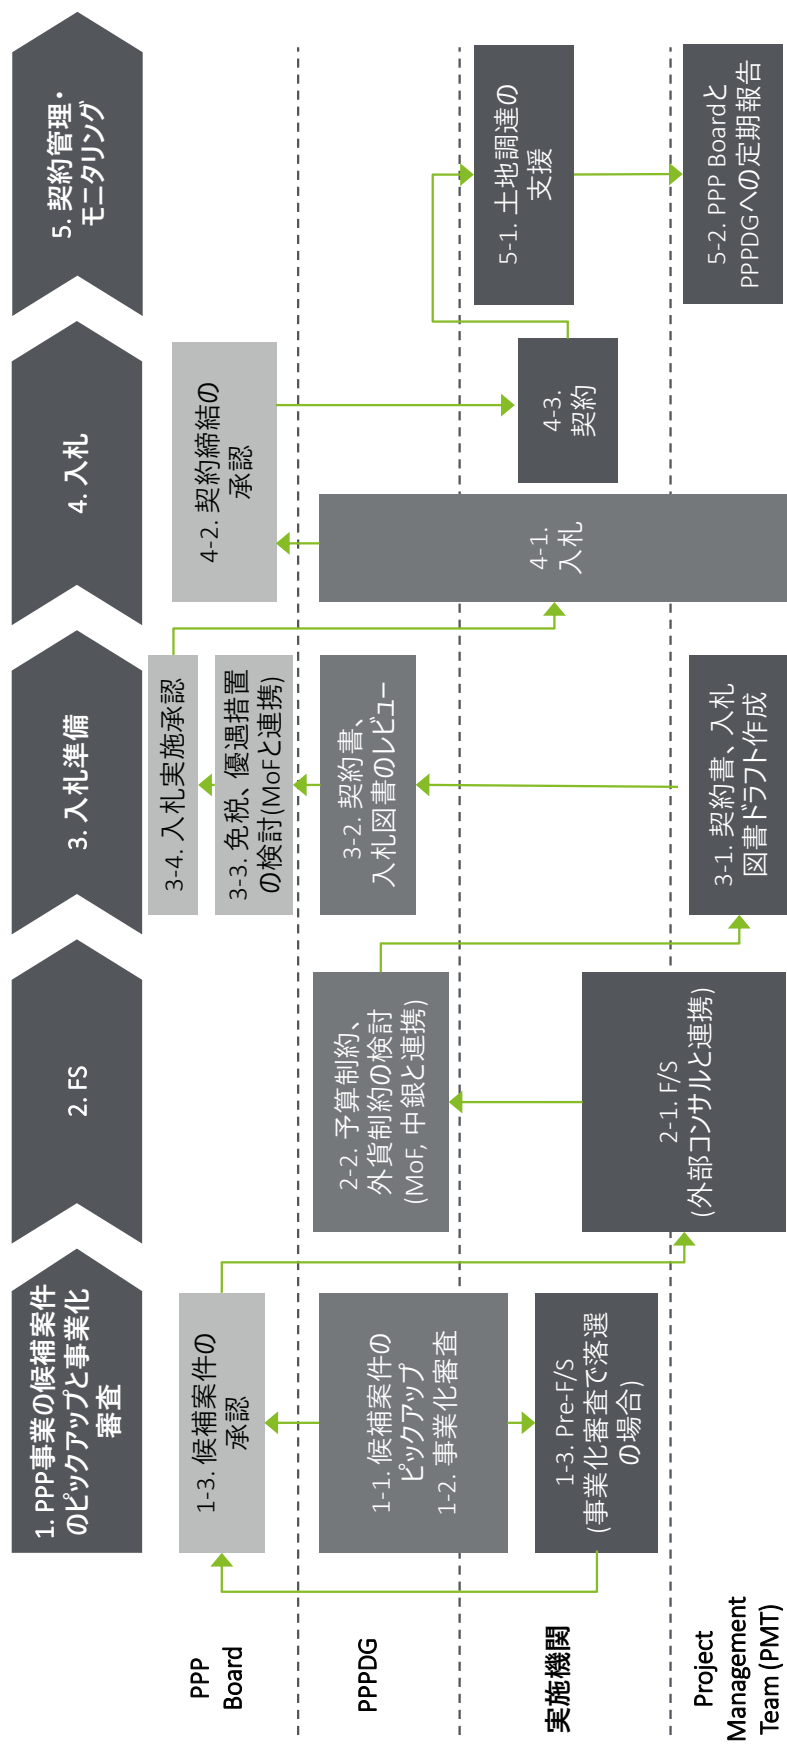 1. PPP事業の候補案件
のピックアップと事業化
審査
2. FS
3. 入札準備
4. 入札
5. 契約管理・
モニタリング
PPP
Board
1-3. 候補案件の
承認
3-4. 入札実施承認
3-3. 免税、優遇措置
の検討(MoFと連携)
4-2. 契約締結の
承認
PPPDG
1-1. 候補案件の
ピックアップ
1-2. 事業化審査
2-2. 予算制約、
外貨制約の検討
(MoF, 中銀と連携)
3-2. 契約書、
入札図書のレビュー
4-1.
入札
実施機関
1-3. Pre-F/S
(事業化審査で落選
の場合)
2-1. F/S
(外部コンサルと連携)
4-3.
契約
5-1. 土地調達の
支援
Project
Management
Team (PMT)
3-1. 契約書、入札
図書ドラフト作成
5-2. PPP Boardと
PPPDGへの定期報告